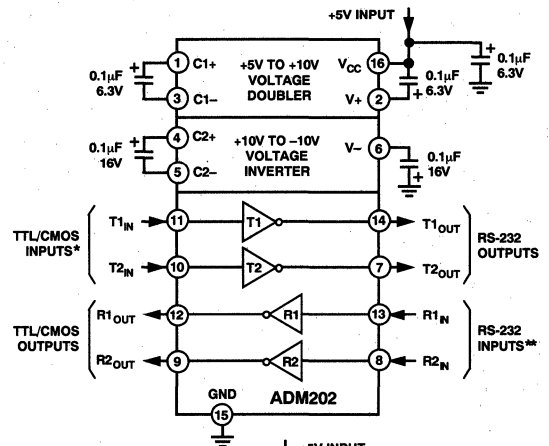 +5V INPUT
1 C1+
+5V TO +10V
VOLTAGE
DOUBLER
VCC 16
0.1µF
6.3V
3 C1–
V+ 2
0.1µF
6.3V
0.1µF
6.3V
4 C2+
+10V TO –10V
VOLTAGE
INVERTER
V– 6
0.1µF
16V
5 C2–
0.1µF
16V
TTL/CMOS
INPUTS*
T1IN 11 T1 14 T1OUT
T2IN 10 T2 7 T2OUT
RS-232
OUTPUTS
TTL/CMOS
OUTPUTS
R1OUT 12 R1 13 R1IN
R2OUT 9 R2 8 R2IN
RS-232
INPUTS**
GND
15
ADM202
+5V INPUT